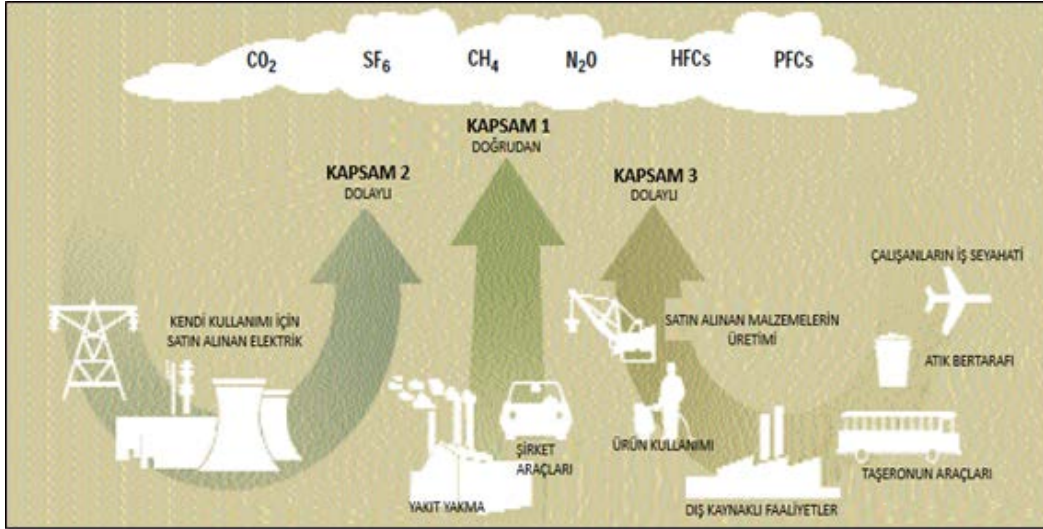 CO₂ SF₆ CH₄ N₂O HFCs PFCs
KAPSAM 1
DOĞRUDAN
KAPSAM 2
DOLAYLI
KAPSAM 3
DOLAYLI
ÇALIŞANLARIN İŞ SEYAHATİ
KENDİ KULLANIMI İÇİN
SATIN ALINAN ELEKTRİK
SATIN ALINAN MALZEMELERİN
ÜRETİMİ
ATIK BERTARAFI
ŞİRKET
ARAÇLARI
ÜRÜN KULLANIMI
TAŞERONUN ARAÇLARI
YAKIT YAKMA
DIŞ KAYNAKLI FAALİYETLER